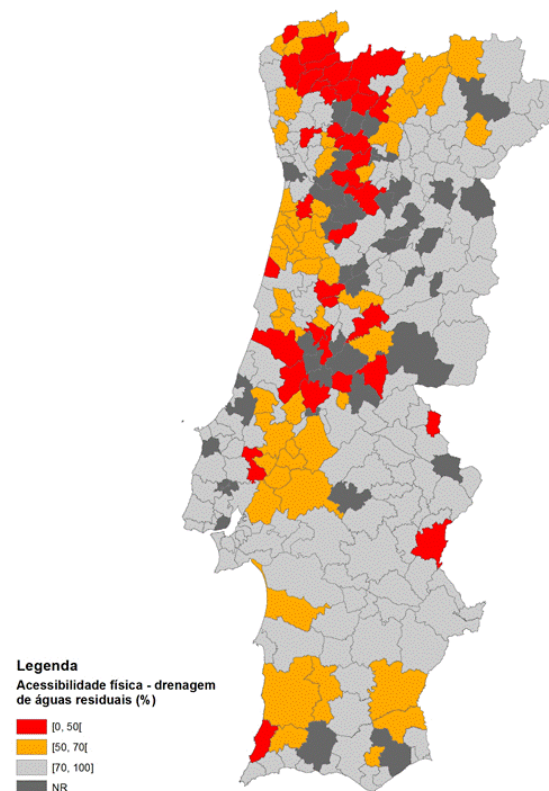 Legenda
Acessibilidade física - drenagem
de águas residuais (%)
[0, 50[
[50, 70[
[70, 100]
NR